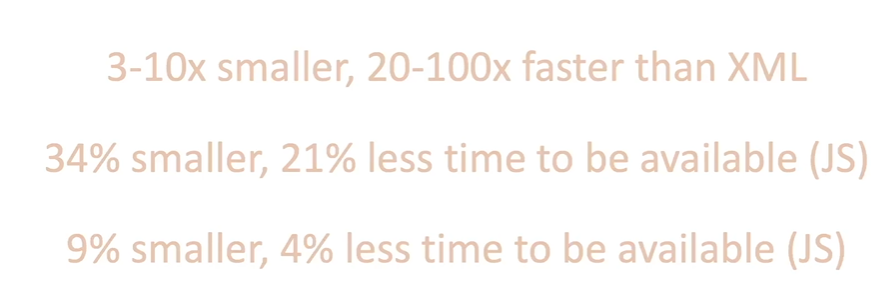 3-10x smaller, 20-100x faster than XML
34% smaller, 21% less time to be available (JS)
9% smaller, 4% less time to be available (JS)